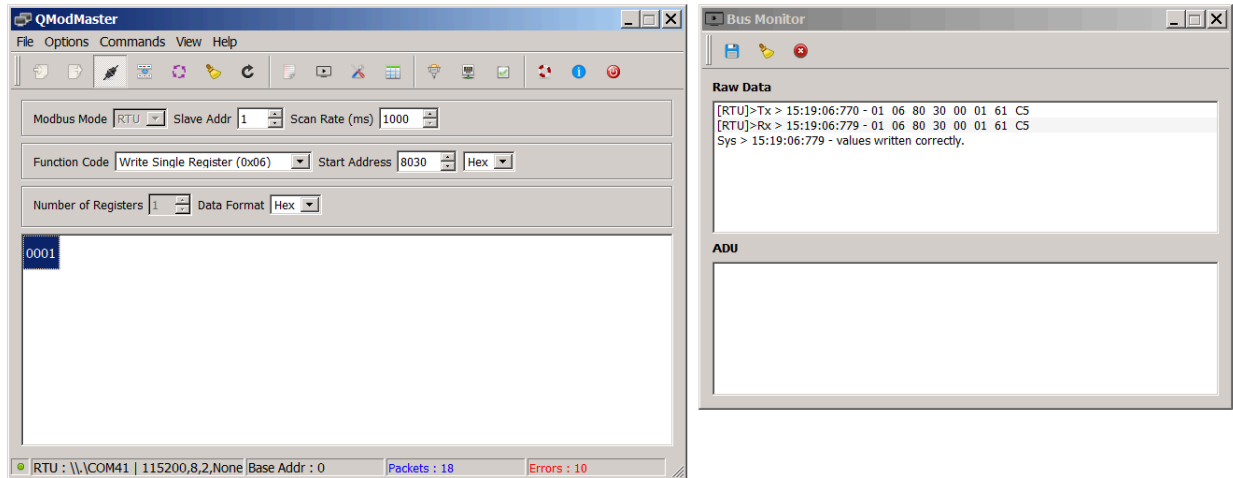 QModMaster
File Options Commands View Help
Modbus Mode RTU Slave Addr 1 Scan Rate (ms) 1000
Function Code Write Single Register (0x06) Start Address 8030 Hex
Number of Registers 1 Data Format Hex
0001
RTU : \\.\COM41 | 115200,8,2,None Base Addr : 0 Packets : 18 Errors : 10
Bus Monitor
Raw Data
[RTU]>Tx > 15:19:06:770 - 01 06 80 30 00 01 61 C5
[RTU]>Rx > 15:19:06:779 - 01 06 80 30 00 01 61 C5
Sys > 15:19:06:779 - values written correctly.
ADU